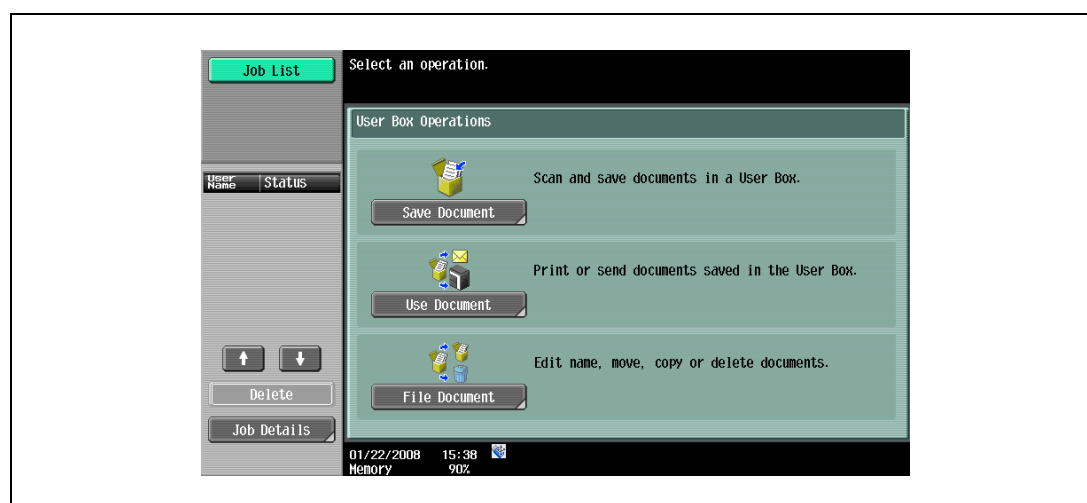 Job List
Select an operation.
User Box Operations
User Name Status
Scan and save documents in a User Box.
Save Document
Print or send documents saved in the User Box.
Use Document
Edit name, move, copy or delete documents.
File Document
Delete
Job Details
01/22/2008 15:38
Memory 90%